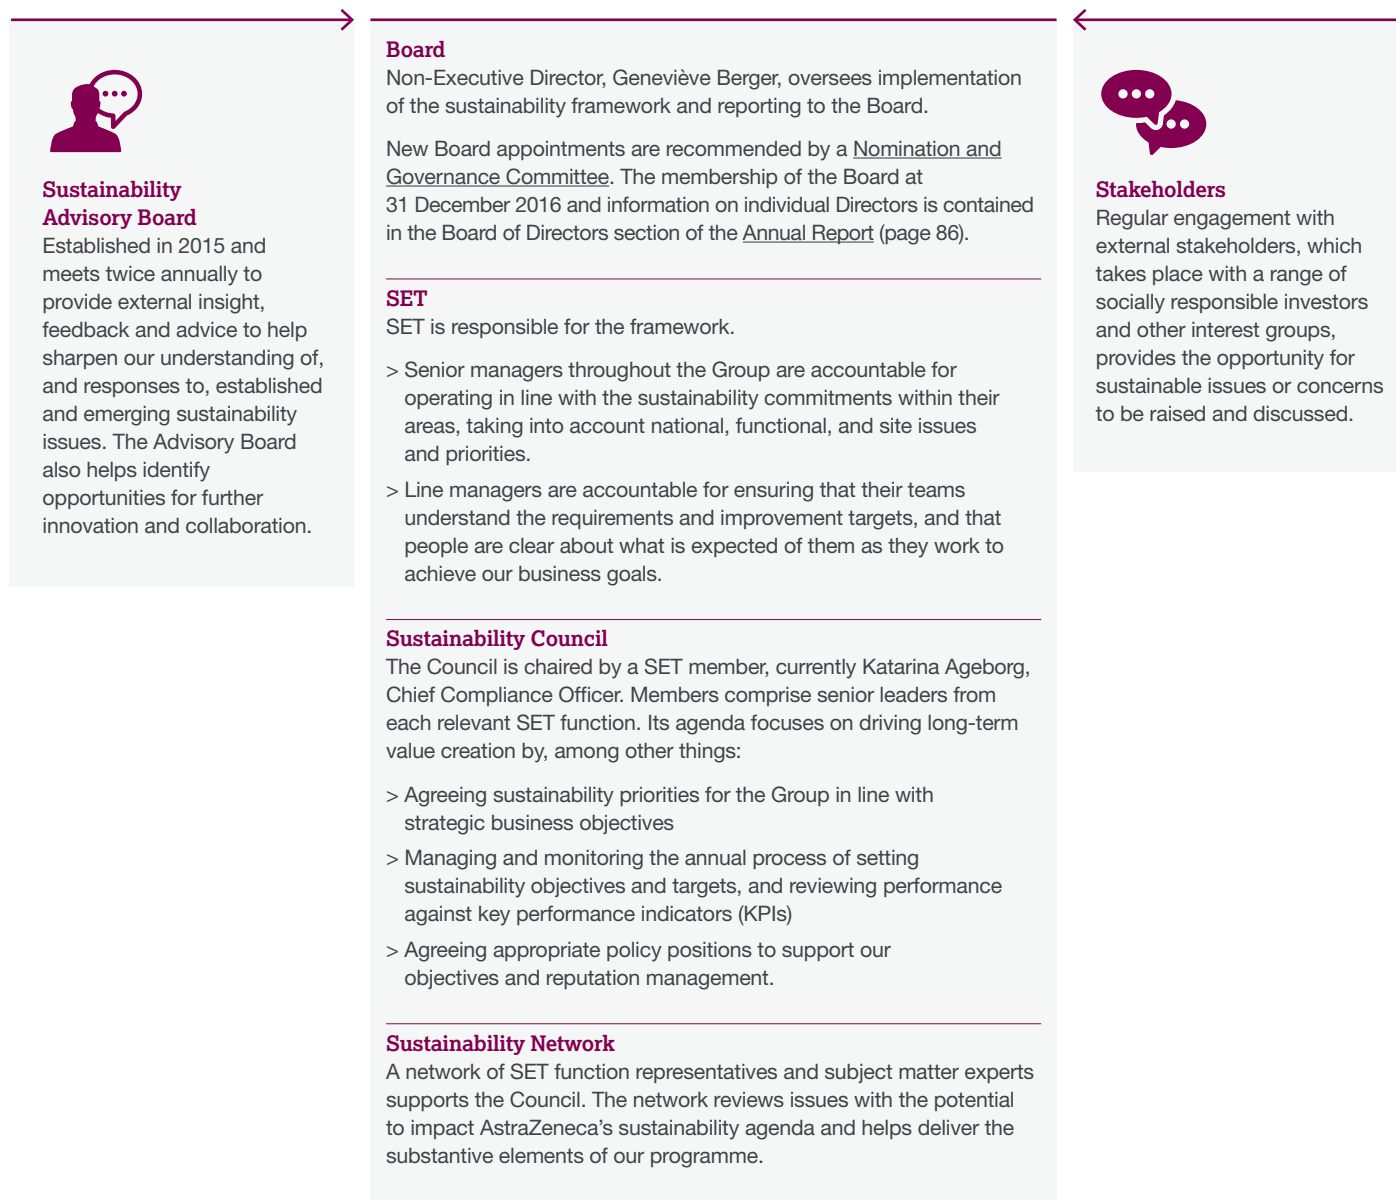 Sustainability
Advisory Board
Established in 2015 and
meets twice annually to
provide external insight,
feedback and advice to help
sharpen our understanding of,
and responses to, established
and emerging sustainability
issues. The Advisory Board
also helps identify
opportunities for further
innovation and collaboration.
Board
Non-Executive Director, Geneviève Berger, oversees implementation
of the sustainability framework and reporting to the Board.
New Board appointments are recommended by a Nomination and
Governance Committee. The membership of the Board at
31 December 2016 and information on individual Directors is contained
in the Board of Directors section of the Annual Report (page 86).
SET
SET is responsible for the framework.
> Senior managers throughout the Group are accountable for
operating in line with the sustainability commitments within their
areas, taking into account national, functional, and site issues
and priorities.
> Line managers are accountable for ensuring that their teams
understand the requirements and improvement targets, and that
people are clear about what is expected of them as they work to
achieve our business goals.
Sustainability Council
The Council is chaired by a SET member, currently Katarina Ageborg,
Chief Compliance Officer. Members comprise senior leaders from
each relevant SET function. Its agenda focuses on driving long-term
value creation by, among other things:
> Agreeing sustainability priorities for the Group in line with
strategic business objectives
> Managing and monitoring the annual process of setting
sustainability objectives and targets, and reviewing performance
against key performance indicators (KPIs)
> Agreeing appropriate policy positions to support our
objectives and reputation management.
Sustainability Network
A network of SET function representatives and subject matter experts
supports the Council. The network reviews issues with the potential
to impact AstraZeneca's sustainability agenda and helps deliver the
substantive elements of our programme.
Stakeholders
Regular engagement with
external stakeholders, which
takes place with a range of
socially responsible investors
and other interest groups,
provides the opportunity for
sustainable issues or concerns
to be raised and discussed.